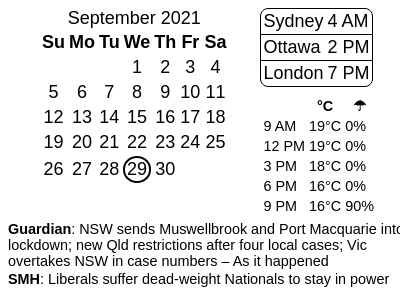 September 2021
Su Mo Tu We Th Fr Sa
1 2 3 4
5 6 7 8 9 10 11
12 13 14 15 16 17 18
19 20 21 22 23 24 25
26 27 28 29 30
Sydney 4 AM
Ottawa 2 PM
London 7 PM
°C ☂
9 AM 19°C 0%
12 PM 19°C 0%
3 PM 18°C 0%
6 PM 16°C 0%
9 PM 16°C 90%
Guardian: NSW sends Muswellbrook and Port Macquarie into
lockdown; new Qld restrictions after four local cases; Vic
overtakes NSW in case numbers – As it happened
SMH: Liberals suffer dead-weight Nationals to stay in power